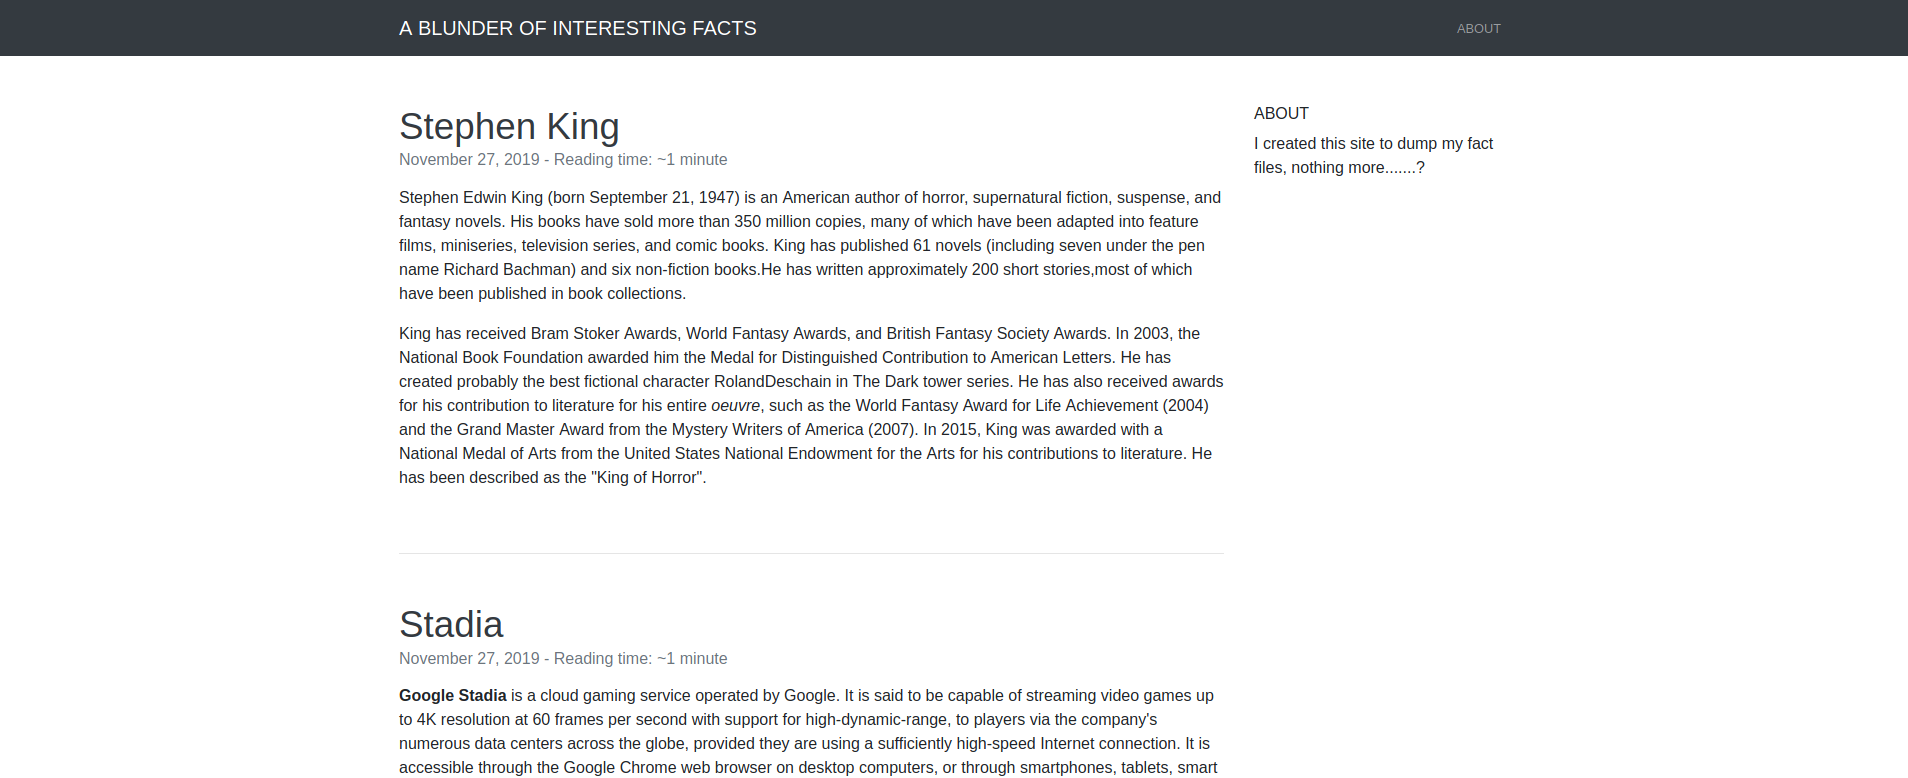 A BLUNDER OF INTERESTING FACTS
ABOUT
Stephen King
November 27, 2019 - Reading time: ~1 minute
Stephen Edwin King (born September 21, 1947) is an American author of horror, supernatural fiction, suspense, and
fantasy novels. His books have sold more than 350 million copies, many of which have been adapted into feature
films, miniseries, television series, and comic books. King has published 61 novels (including seven under the pen
name Richard Bachman) and six non-fiction books.He has written approximately 200 short stories,most of which
have been published in book collections.
King has received Bram Stoker Awards, World Fantasy Awards, and British Fantasy Society Awards. In 2003, the
National Book Foundation awarded him the Medal for Distinguished Contribution to American Letters. He has
created probably the best fictional character RolandDeschain in The Dark tower series. He has also received awards
for his contribution to literature for his entire oeuvre, such as the World Fantasy Award for Life Achievement (2004)
and the Grand Master Award from the Mystery Writers of America (2007). In 2015, King was awarded with a
National Medal of Arts from the United States National Endowment for the Arts for his contributions to literature. He
has been described as the "King of Horror".
Stadia
November 27, 2019 - Reading time: ~1 minute
Google Stadia is a cloud gaming service operated by Google. It is said to be capable of streaming video games up
to 4K resolution at 60 frames per second with support for high-dynamic-range, to players via the company's
numerous data centers across the globe, provided they are using a sufficiently high-speed Internet connection. It is
accessible through the Google Chrome web browser on desktop computers, or through smartphones, tablets, smart
ABOUT
I created this site to dump my fact
files, nothing more.......?